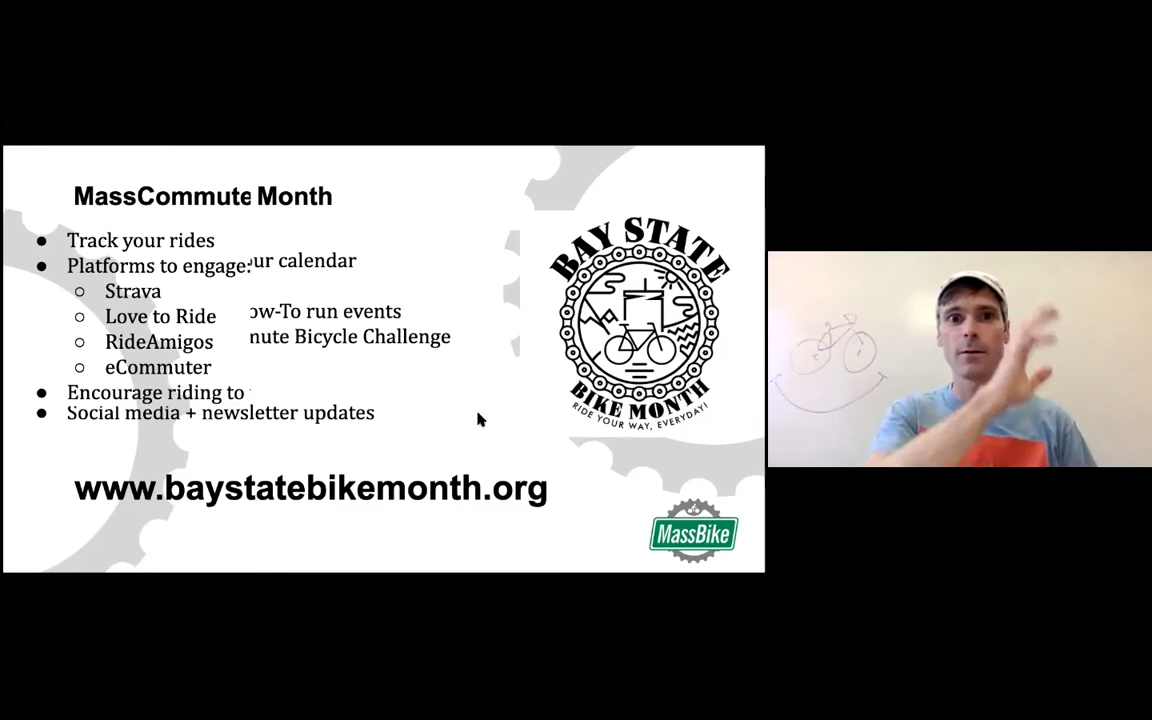 MassCommute Month
Track your rides
Platforms to engage:
ur calendar
Strava
Love to Ride
ow-To run events
RideAmigos
nute Bicycle Challenge
eCommuter
Encourage riding to
Social media + newsletter updates
www.baystatebikemonth.org
BAY STATE
BIKE MONTH
RIDE YOUR WAY, EVERYDAY!
MassBike